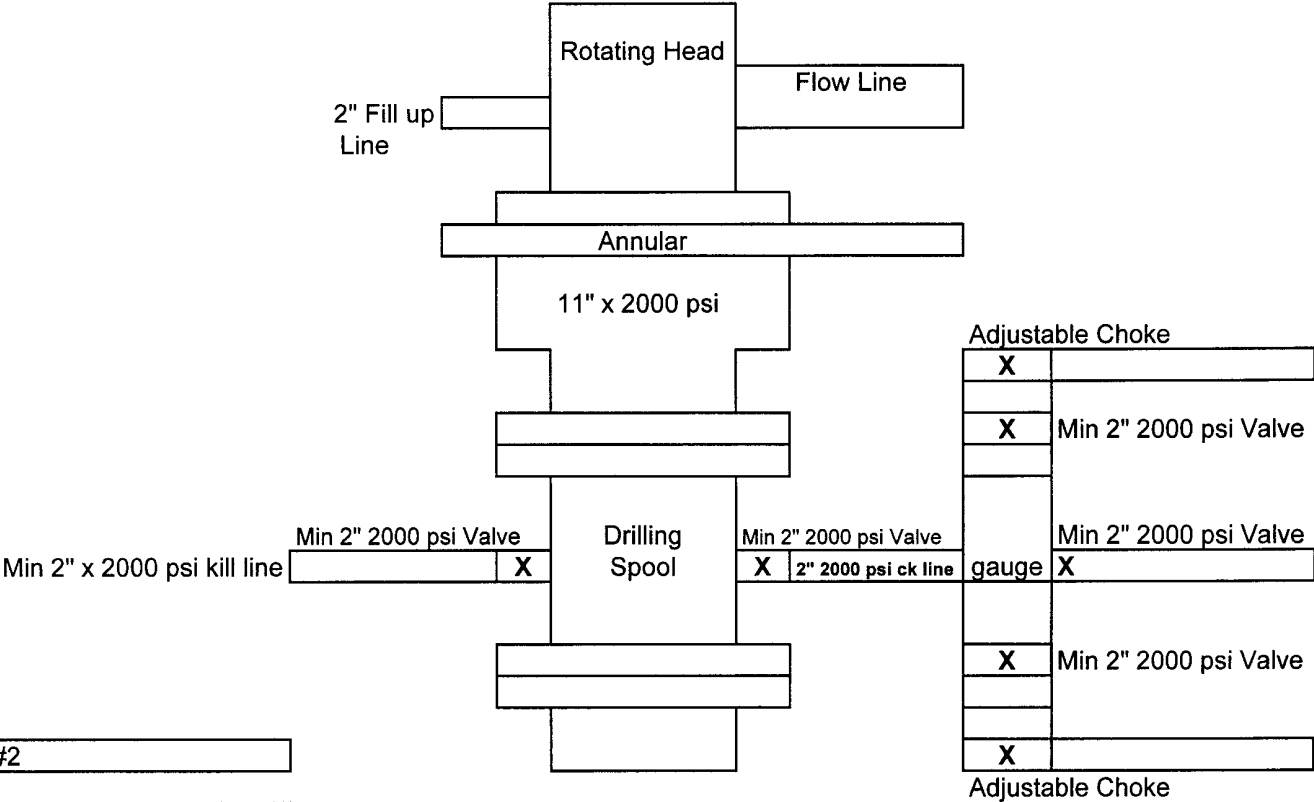 Rotating Head
Flow Line
2" Fill up
Line
Annular
11" x 2000 psi
Adjustable Choke
X
X
Min 2" 2000 psi Valve
Min 2" 2000 psi Valve
Drilling
Spool
Min 2" 2000 psi Valve
Min 2" 2000 psi Valve
Min 2" x 2000 psi kill line
X
X
2" 2000 psi ck line
gauge
X
X
Min 2" 2000 psi Valve
#2
X
Adjustable Choke